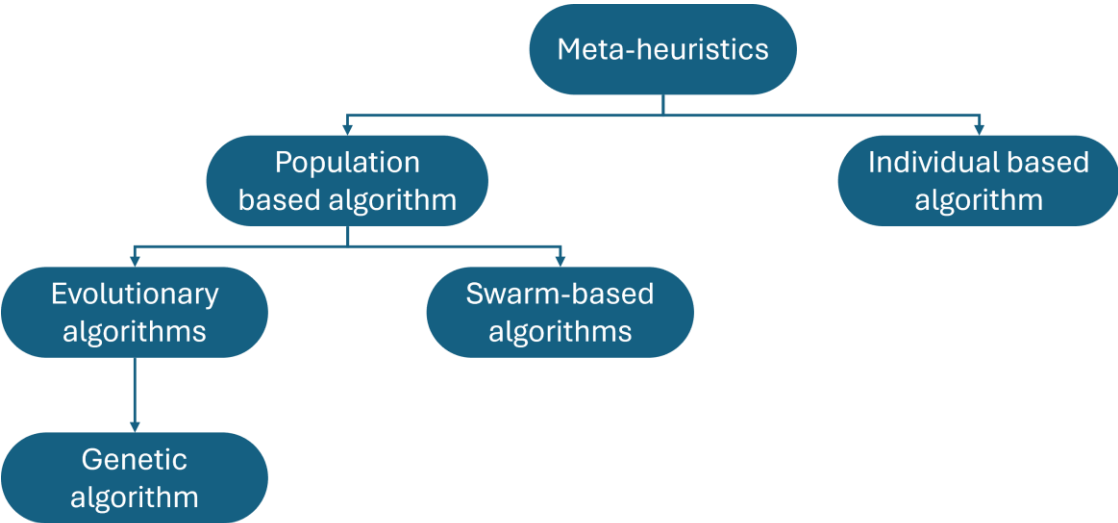 Meta-heuristics
Population
based algorithm
Individual based
algorithm
Evolutionary
algorithms
Swarm-based
algorithms
Genetic
algorithm